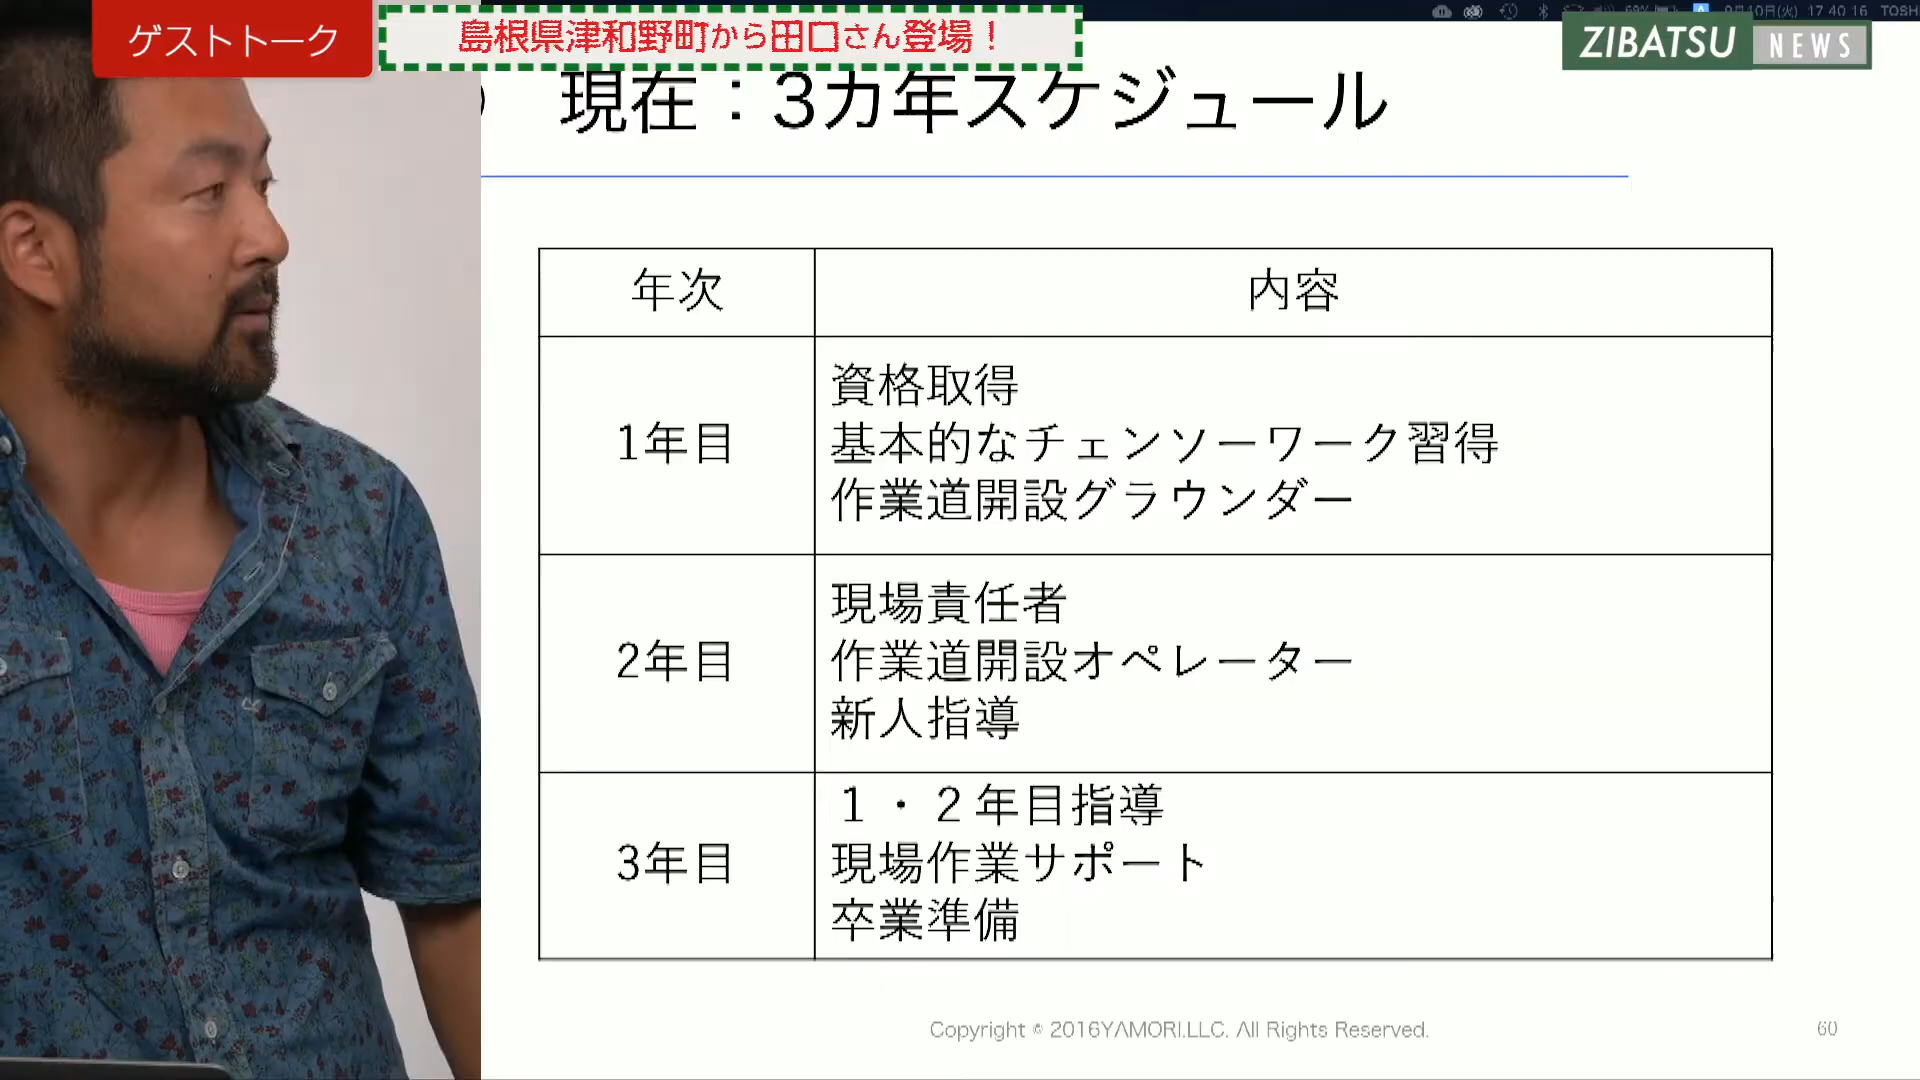 ゲストトーク
島根県津和野町から田口さん登場！
ZIBATSU NEWS
現在：3カ年スケジュール
年次 内容
1年目
資格取得
基本的なチェンソーワーク習得
作業道開設グラウンダー
2年目
現場責任者
作業道開設オペレーター
新人指導
3年目
１・２年目指導
現場作業サポート
卒業準備
Copyright © 2016YAMORI.LLC. All Rights Reserved.
60